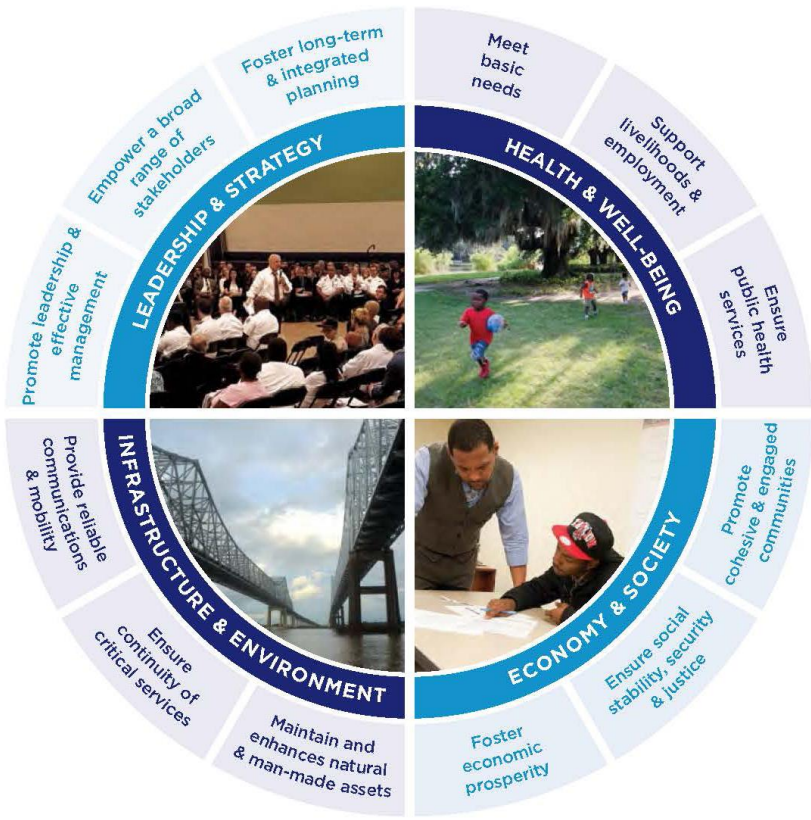 LEADERSHIP & STRATEGY
Promote leadership &
effective
management
Empower a broad
range of
stakeholders
Foster long-term
& integrated
planning
HEALTH & WELL-BEING
Meet
basic
needs
Support
livelihoods &
employment
Ensure
public health
services
ECONOMY & SOCIETY
Promote
cohesive & engaged
communities
Ensure social
stability, security
& justice
Foster
economic
prosperity
INFRASTRUCTURE & ENVIRONMENT
Maintain and
enhances natural
& man-made assets
Ensure
continuity of
critical services
Provide reliable
communications
& mobility